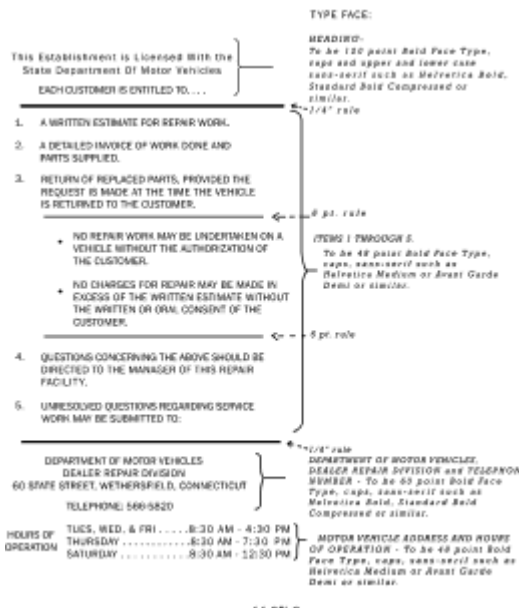 TYPE FACE:
HEADING-
To be 120 point Bold Face Type,
caps and upper and lower case
sans-serif such as Helvetica Bold,
Standard Bold Compressed or
similar.
1/4" rule
This Establishment is Licensed With the
State Department Of Motor Vehicles
EACH CUSTOMER IS ENTITLED TO. . . .
1. A WRITTEN ESTIMATE FOR REPAIR WORK.
2. A DETAILED INVOICE OF WORK DONE AND
PARTS SUPPLIED.
3. RETURN OF REPLACED PARTS, PROVIDED THE
REQUEST IS MADE AT THE TIME THE VEHICLE
IS RETURNED TO THE CUSTOMER.
6 pt. rule
• NO REPAIR WORK MAY BE UNDERTAKEN ON A
VEHICLE WITHOUT THE AUTHORIZATION OF
THE CUSTOMER.
• NO CHARGES FOR REPAIR MAY BE MADE IN
EXCESS OF THE WRITTEN ESTIMATE WITHOUT
THE WRITTEN OR ORAL CONSENT OF THE
CUSTOMER.
ITEMS 1 THROUGH 5.
To be 48 point Bold Face Type,
caps, sans-serif such as
Helvetica Medium or Avant Garde
Demi or similar.
6 pt. rule
4. QUESTIONS CONCERNING THE ABOVE SHOULD BE
DIRECTED TO THE MANAGER OF THIS REPAIR
FACILITY.
5. UNRESOLVED QUESTIONS REGARDING SERVICE
WORK MAY BE SUBMITTED TO:
1/4" rule
DEPARTMENT OF MOTOR VEHICLES
DEALER REPAIR DIVISION
60 STATE STREET, WETHERSFIELD, CONNECTICUT
TELEPHONE: 566-5820
DEPARTMENT OF MOTOR VEHICLES,
DEALER REPAIR DIVISION and TELEPHON
NUMBER - To be 60 point Bold Face
Type, caps, sans-serif such as
Helvetica Bold, Standard Bold
Compressed or similar.
HOURS OF
OPERATION
TUES, WED, & FRI . . . . . 8:30 AM - 4:30 PM
THURSDAY . . . . . . . . . . . 8:30 AM - 7:30 PM
SATURDAY . . . . . . . . . . . 8:30 AM - 12:30 PM
MOTOR VEHICLE ADDRESS AND HOURS
OF OPERATION - To be 48 point Bold
Face Type, caps, sans-serif such as
Helverica Medium or Avant Garde
Demi or similar.